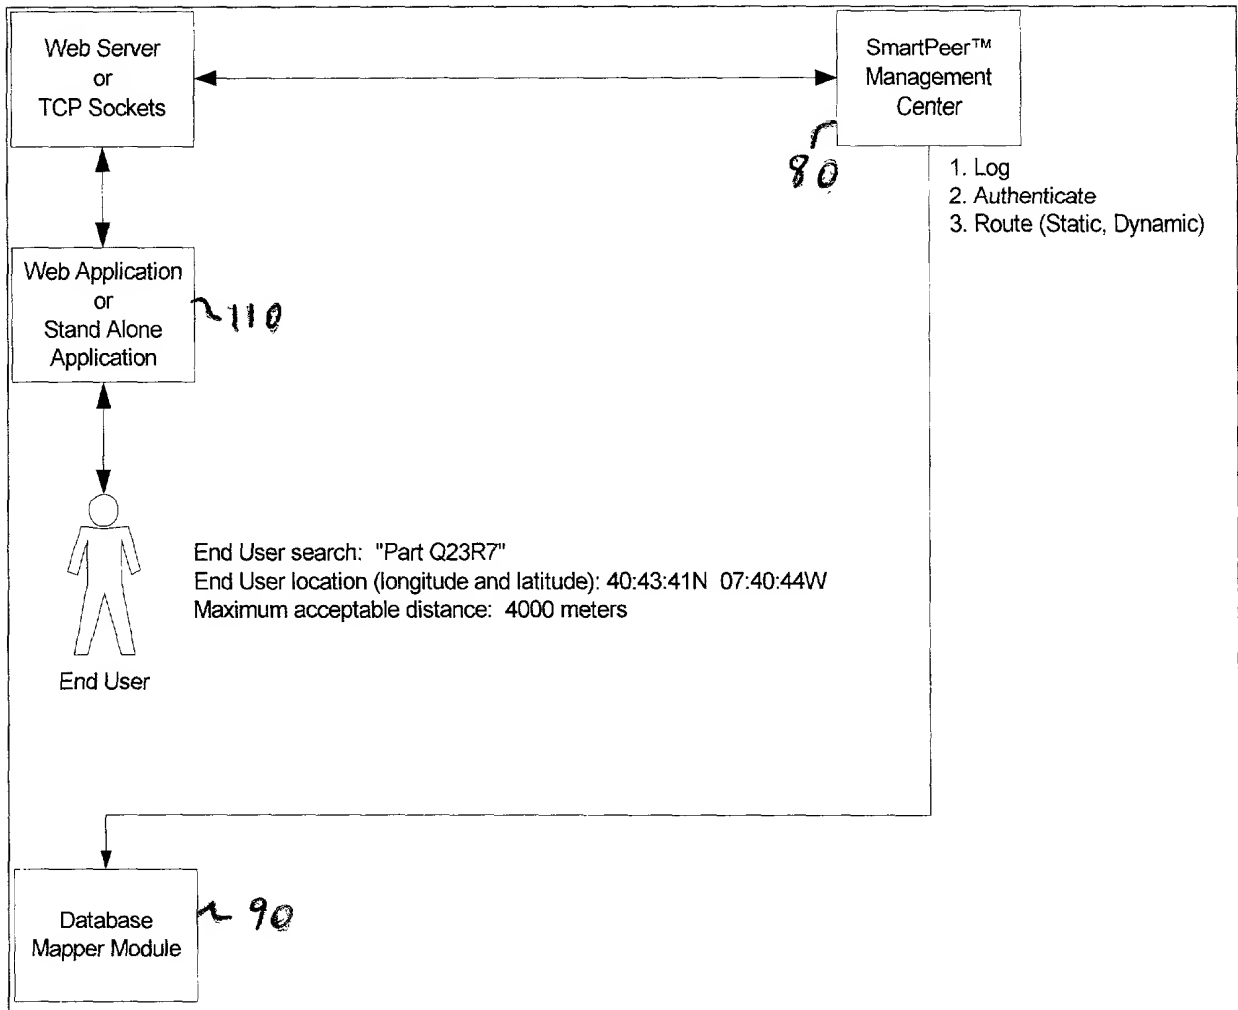 Web Server
or
TCP Sockets
SmartPeer™
Management
Center
80
1. Log
2. Authenticate
3. Route (Static, Dynamic)
Web Application
or
Stand Alone
Application
110
End User search: "Part Q23R7"
End User location (longitude and latitude): 40:43:41N 07:40:44W
Maximum acceptable distance: 4000 meters
End User
Database
Mapper Module
90